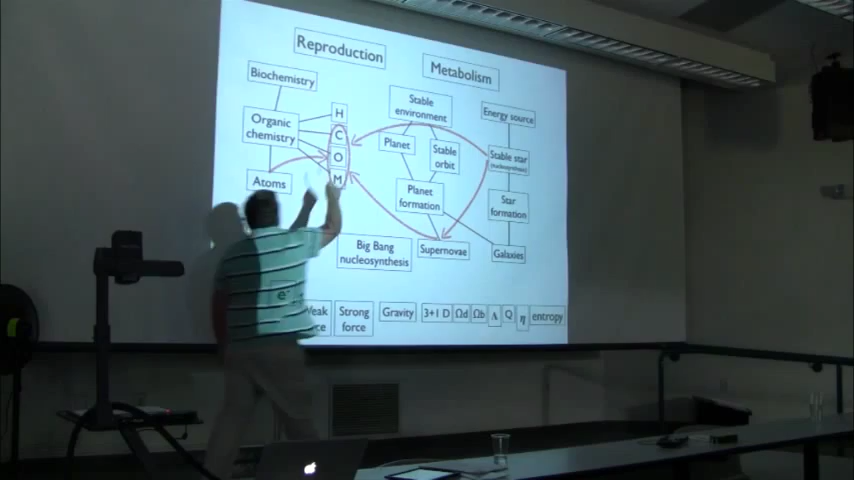 Reproduction
Metabolism
Biochemistry
Stable
environment
Energy source
H
Organic
chemistry
C
Planet
Stable
orbit
Stable star
(nucleosynthesis)
O
Atoms
M
Planet
formation
Star
formation
Big Bang
nucleosynthesis
Supernovae
Galaxies
e⁻
Strong
force
Gravity
3+1 D
Ωd
Ωb
Λ
Q
η
entropy